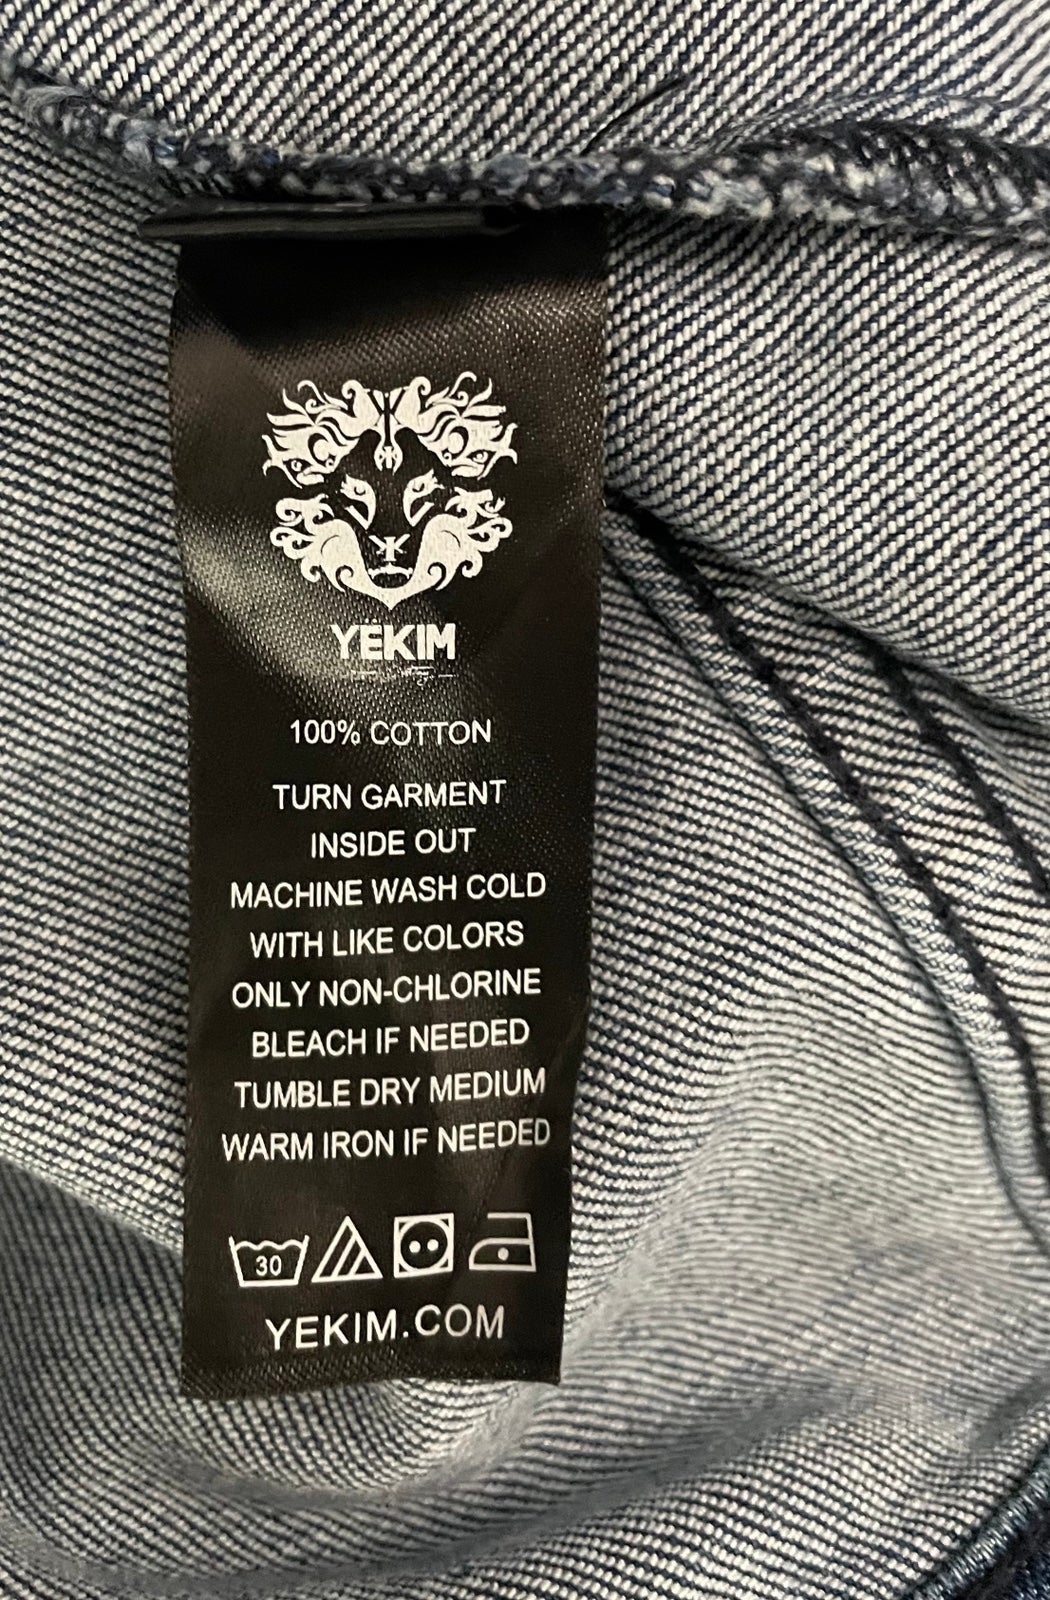 YËKIM
100% COTTON
TURN GARMENT
INSIDE OUT
MACHINE WASH COLD
WITH LIKE COLORS
ONLY NON-CHLORINE
BLEACH IF NEEDED
TUMBLE DRY MEDIUM
WARM IRON IF NEEDED
30
YEKIM.COM